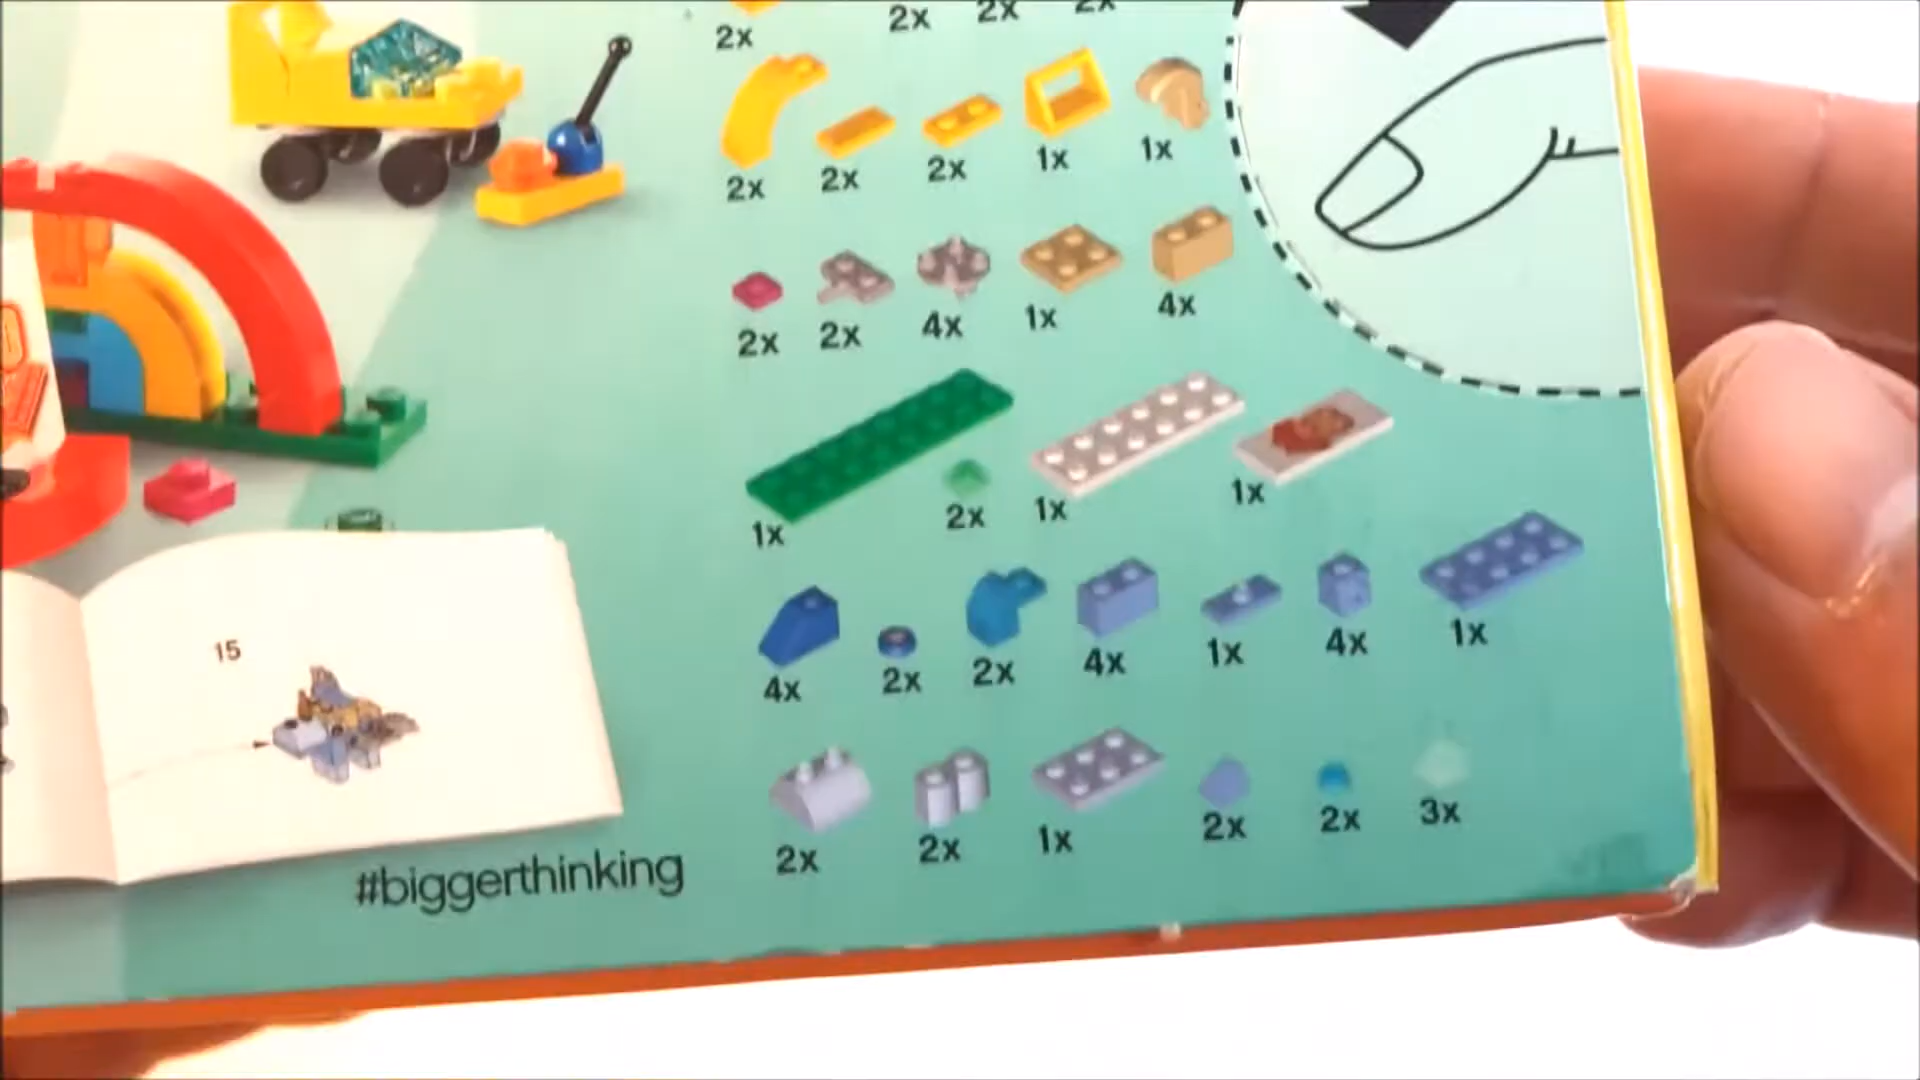 2x 2x 2x 2x
2x 2x 2x 1x 1x
2x 2x 4x 1x 4x
1x 2x 1x 1x
4x 2x 2x 4x 1x 4x 1x
15
2x 2x 1x 2x 2x 3x
#biggerthinking